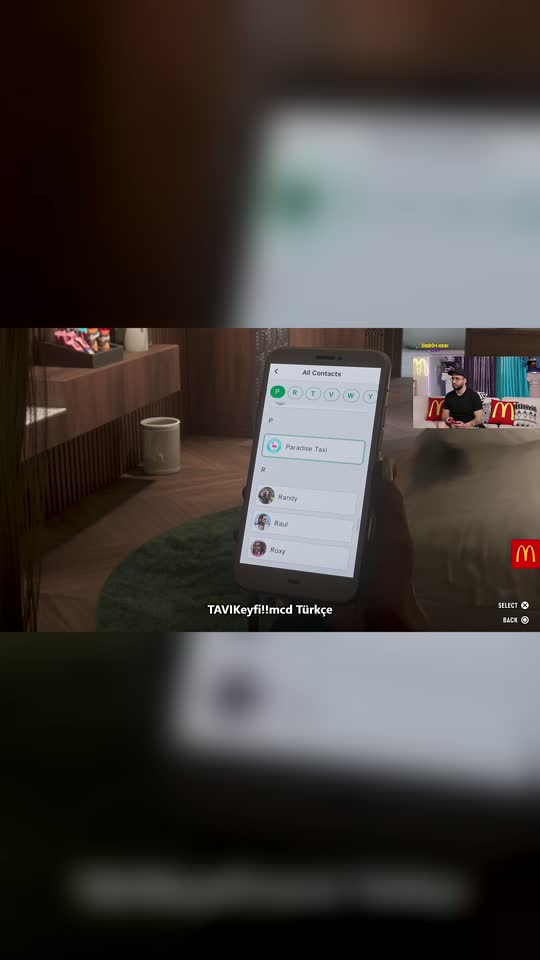 All Contacts
P R T V W Y
P
Paradise Taxi
R
Randy
Raul
Roxy
SELECT
BACK
TAVIKeyfi!!mcd Türkçe